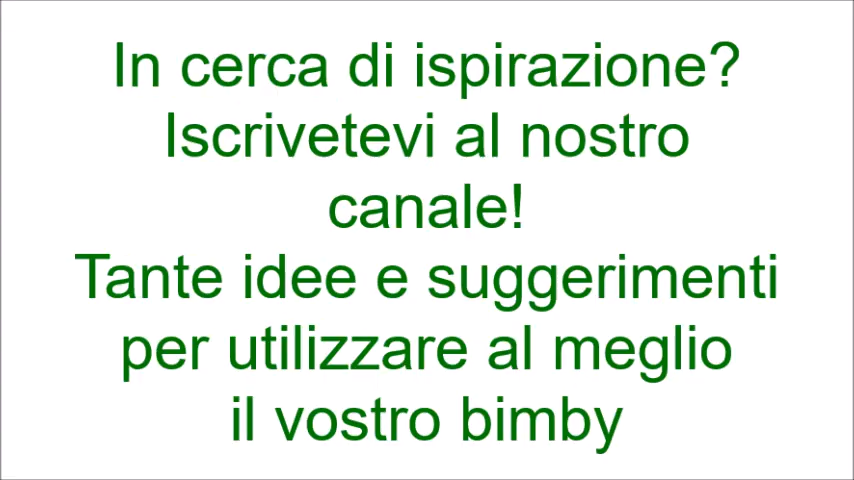 In cerca di ispirazione?
Iscrivetevi al nostro
canale!
Tante idee e suggerimenti
per utilizzare al meglio
il vostro bimby